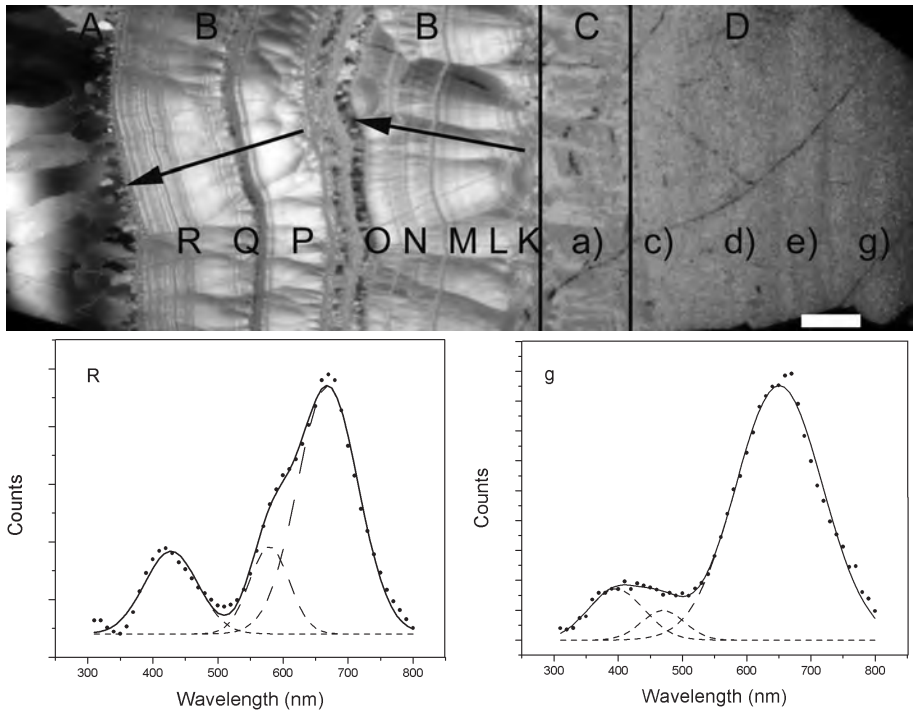 A B B C D
R Q P O N M L K a) c) d) e) g)
R
Counts
300 400 500 600 700 800
Wavelength (nm)
g
Counts
300 400 500 600 700 800
Wavelength (nm)